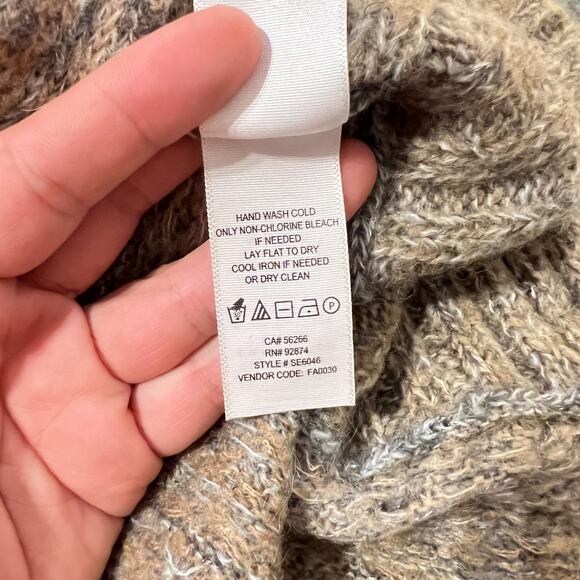 HAND WASH COLD
ONLY NON-CHLORINE BLEACH
IF NEEDED
LAY FLAT TO DRY
COOL IRON IF NEEDED
OR DRY CLEAN
P
CA# 56266
RN# 92874
STYLE # SE6046
VENDOR CODE: FA0030